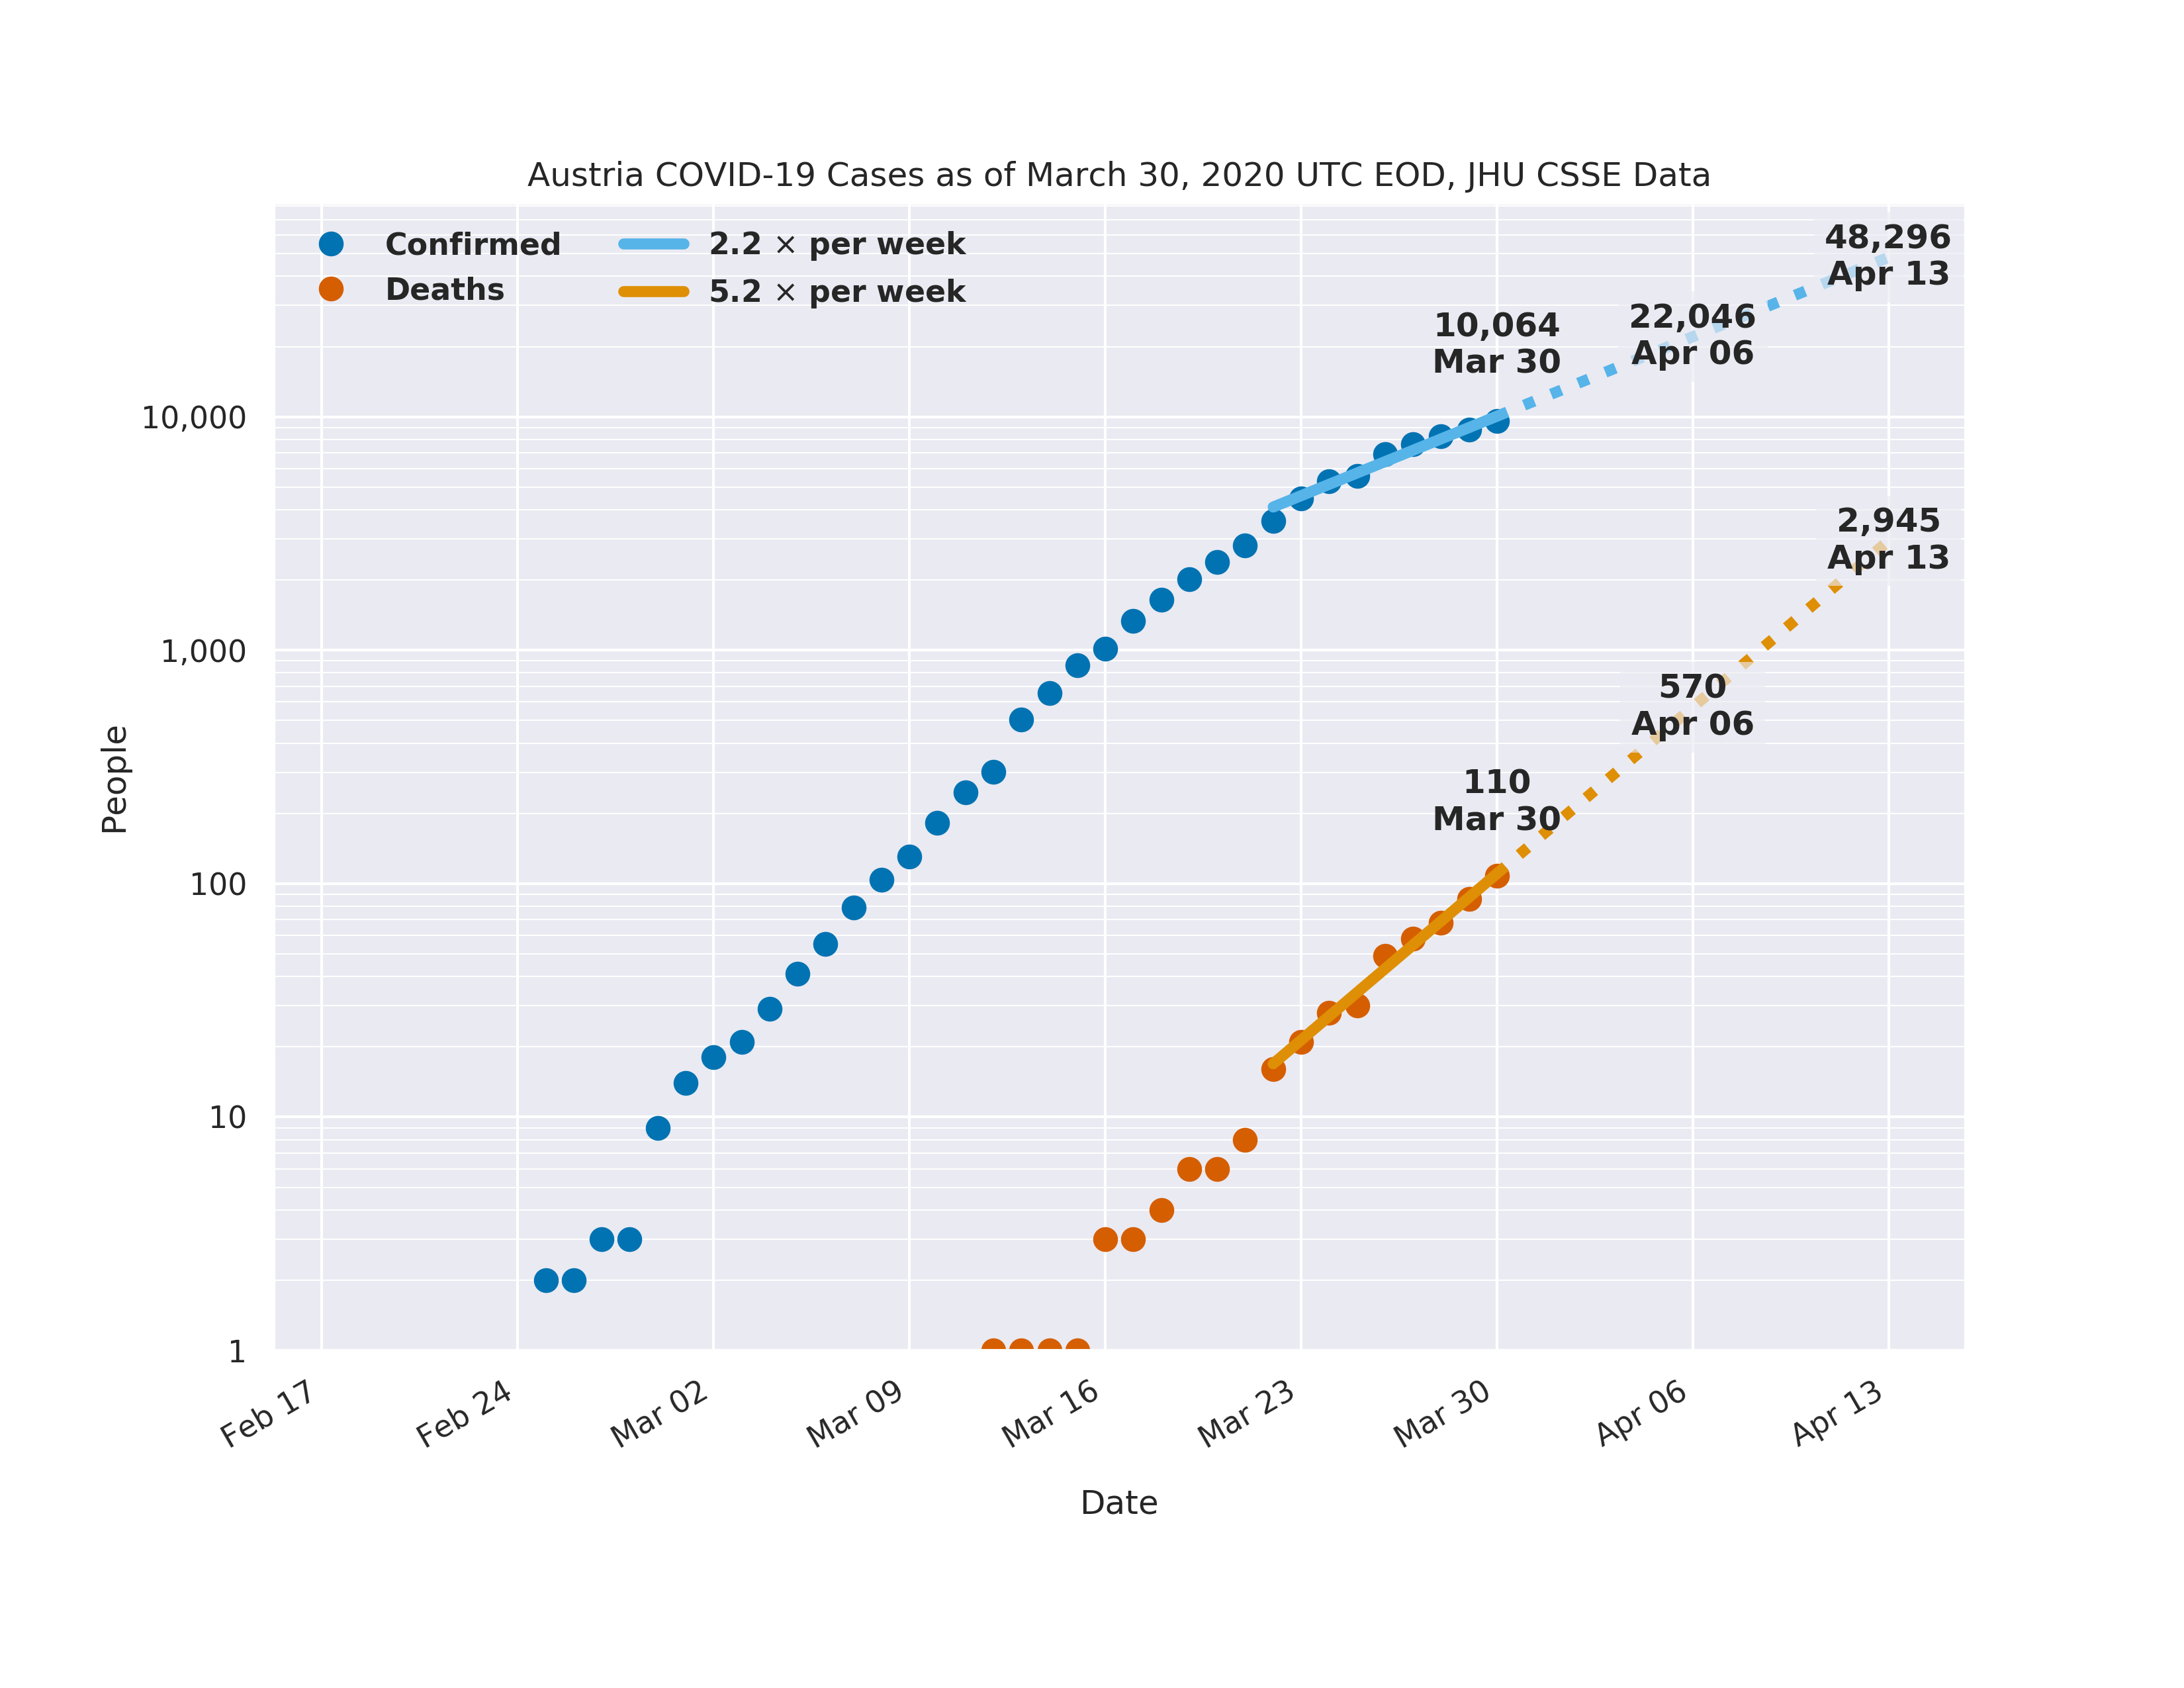 Austria COVID-19 Cases as of March 30, 2020 UTC EOD, JHU CSSE Data
Confirmed
Deaths
2.2 × per week
5.2 × per week
48,296
Apr 13
22,046
Apr 06
10,064
Mar 30
2,945
Apr 13
570
Apr 06
110
Mar 30
People
10,000
1,000
100
10
1
Feb 17
Feb 24
Mar 02
Mar 09
Mar 16
Mar 23
Mar 30
Apr 06
Apr 13
Date